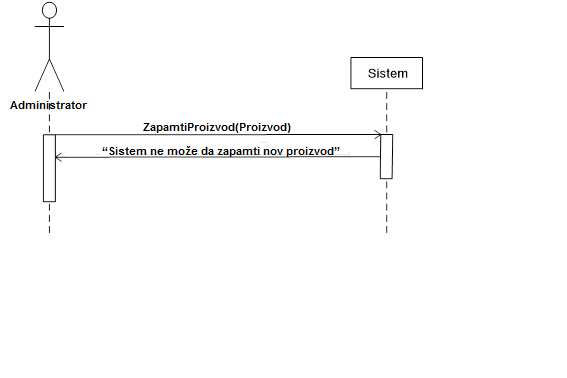 Sistem
Administrator
ZapamtiProizvod(Proizvod)
“Sistem ne može da zapamti nov proizvod”